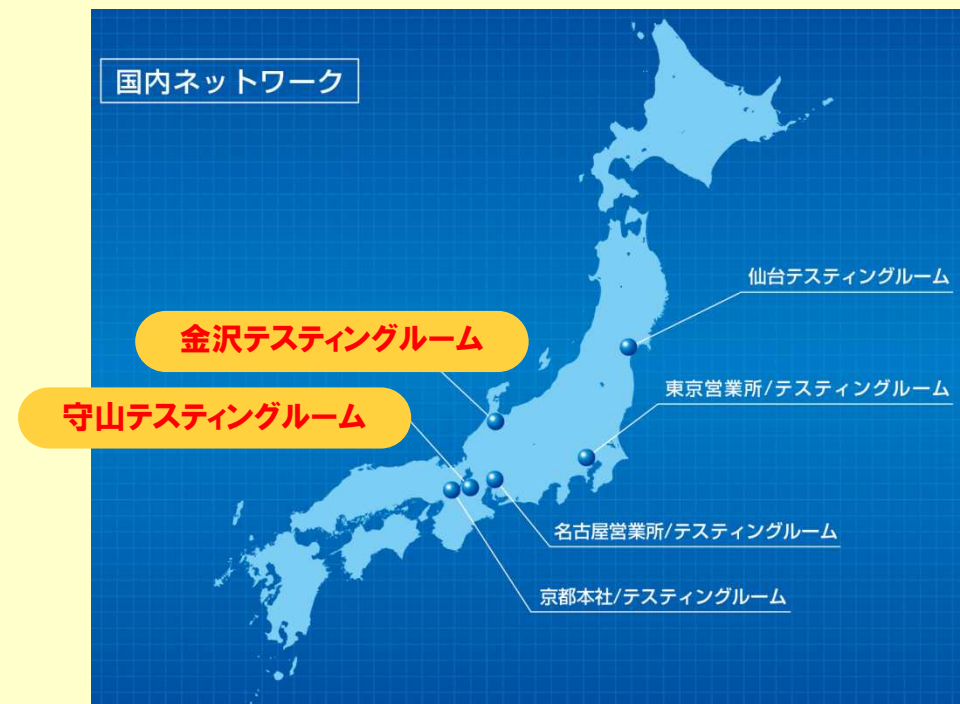 国内ネットワーク
仙台テスティングルーム
金沢テスティングルーム
東京営業所/テスティングルーム
守山テスティングルーム
名古屋営業所/テスティングルーム
京都本社/テスティングルーム